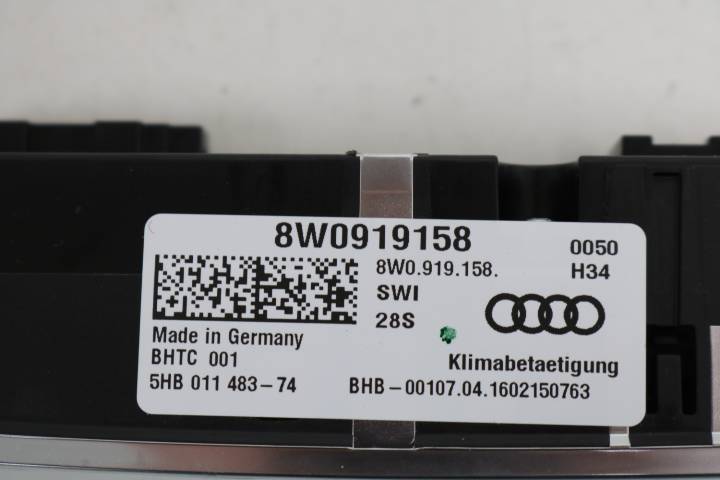 8W0919158
0050
8W0.919.158.
H34
SWI
28S
Made in Germany
BHTC 001
Klimabetaetigung
5HB 011 483-74
BHB-00107.04.1602150763